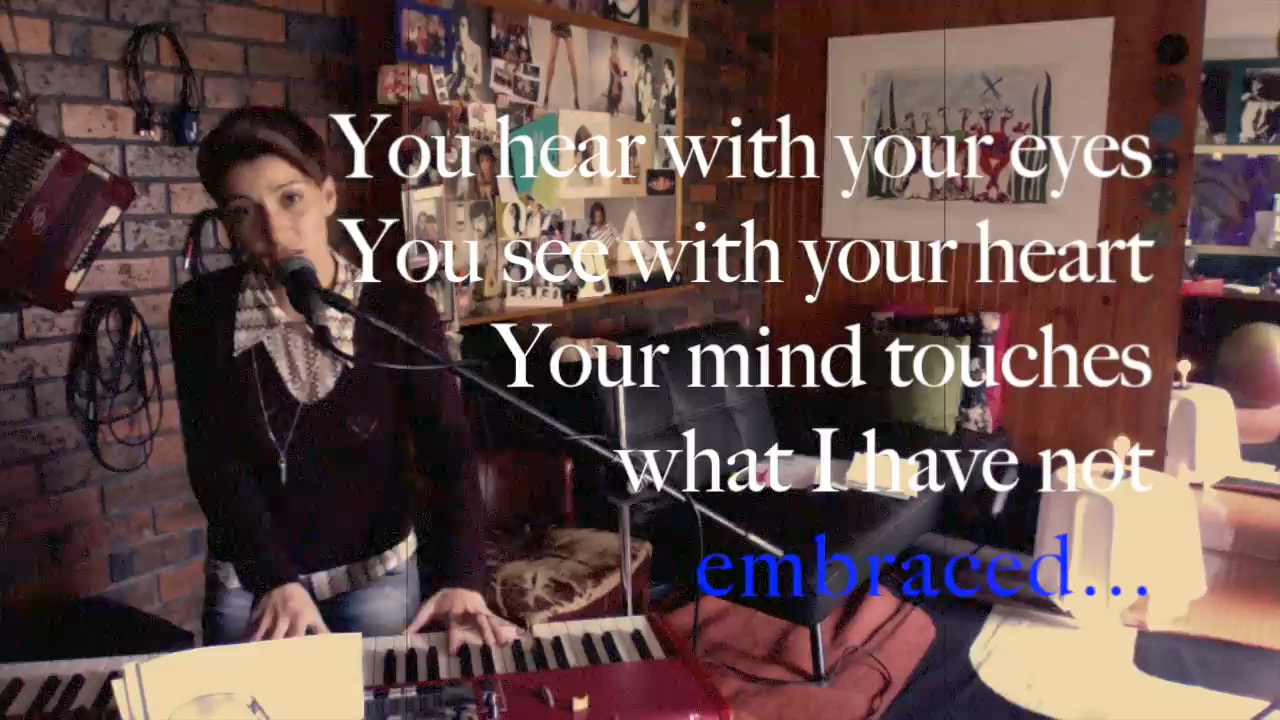 You hear with your eyes
You see with your heart
Your mind touches
what I have not
embraced...